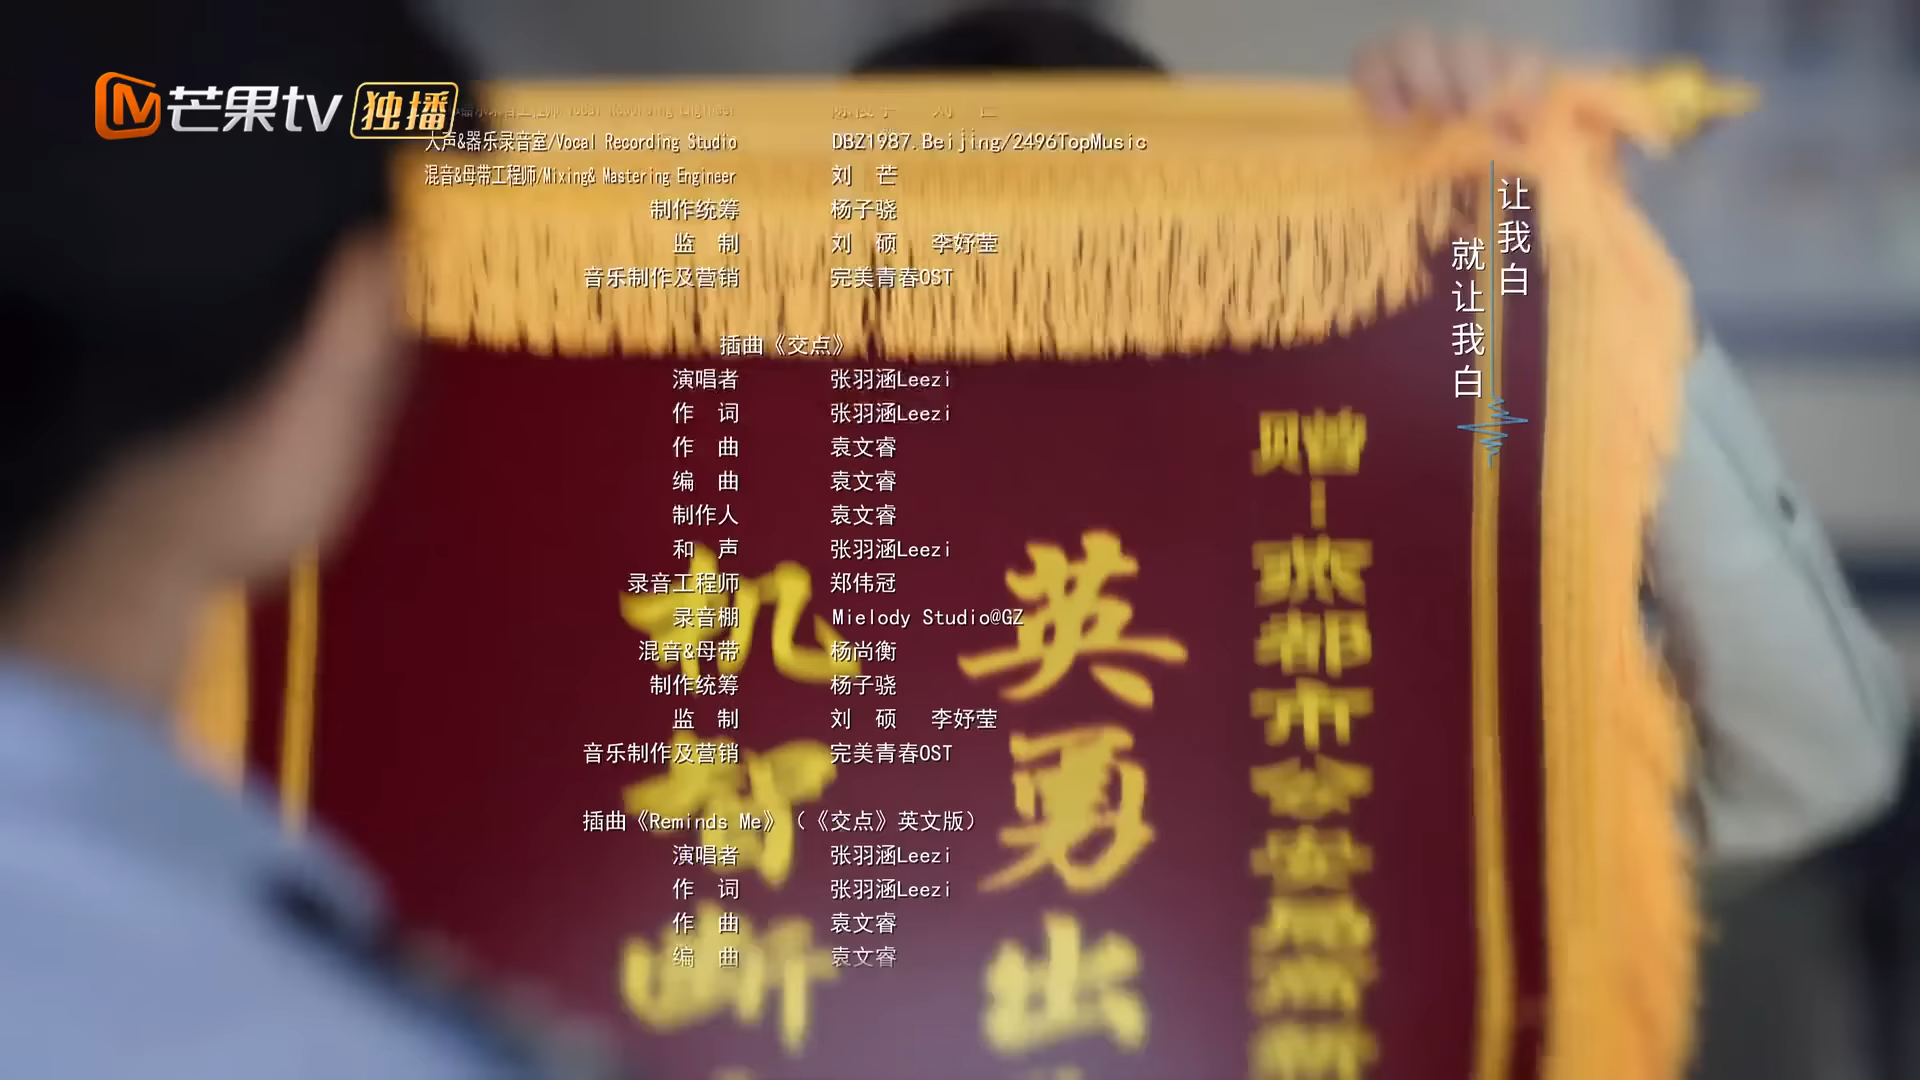 芒果tv 独播
人声&器乐录音室/Vocal Recording Studio DBZ1987.Beijing/2496TopMusic
混音&母带工程师/Mixing& Mastering Engineer 刘 芒
制作统筹 杨子骁
监 制 刘 硕 李妤莹
音乐制作及营销 完美青春OST
插曲《交点》
演唱者 张羽涵Leezi
作 词 张羽涵Leezi
作 曲 袁文睿
编 曲 袁文睿
制作人 袁文睿
和 声 张羽涵Leezi
录音工程师 郑伟冠
录音棚 Mielody Studio@GZ
混音&母带 杨尚衡
制作统筹 杨子骁
监 制 刘 硕 李妤莹
音乐制作及营销 完美青春OST
插曲《Reminds Me》（《交点》英文版）
演唱者 张羽涵Leezi
作 词 张羽涵Leezi
作 曲 袁文睿
编 曲 袁文睿
让我白
就让我白
英勇出
机智断